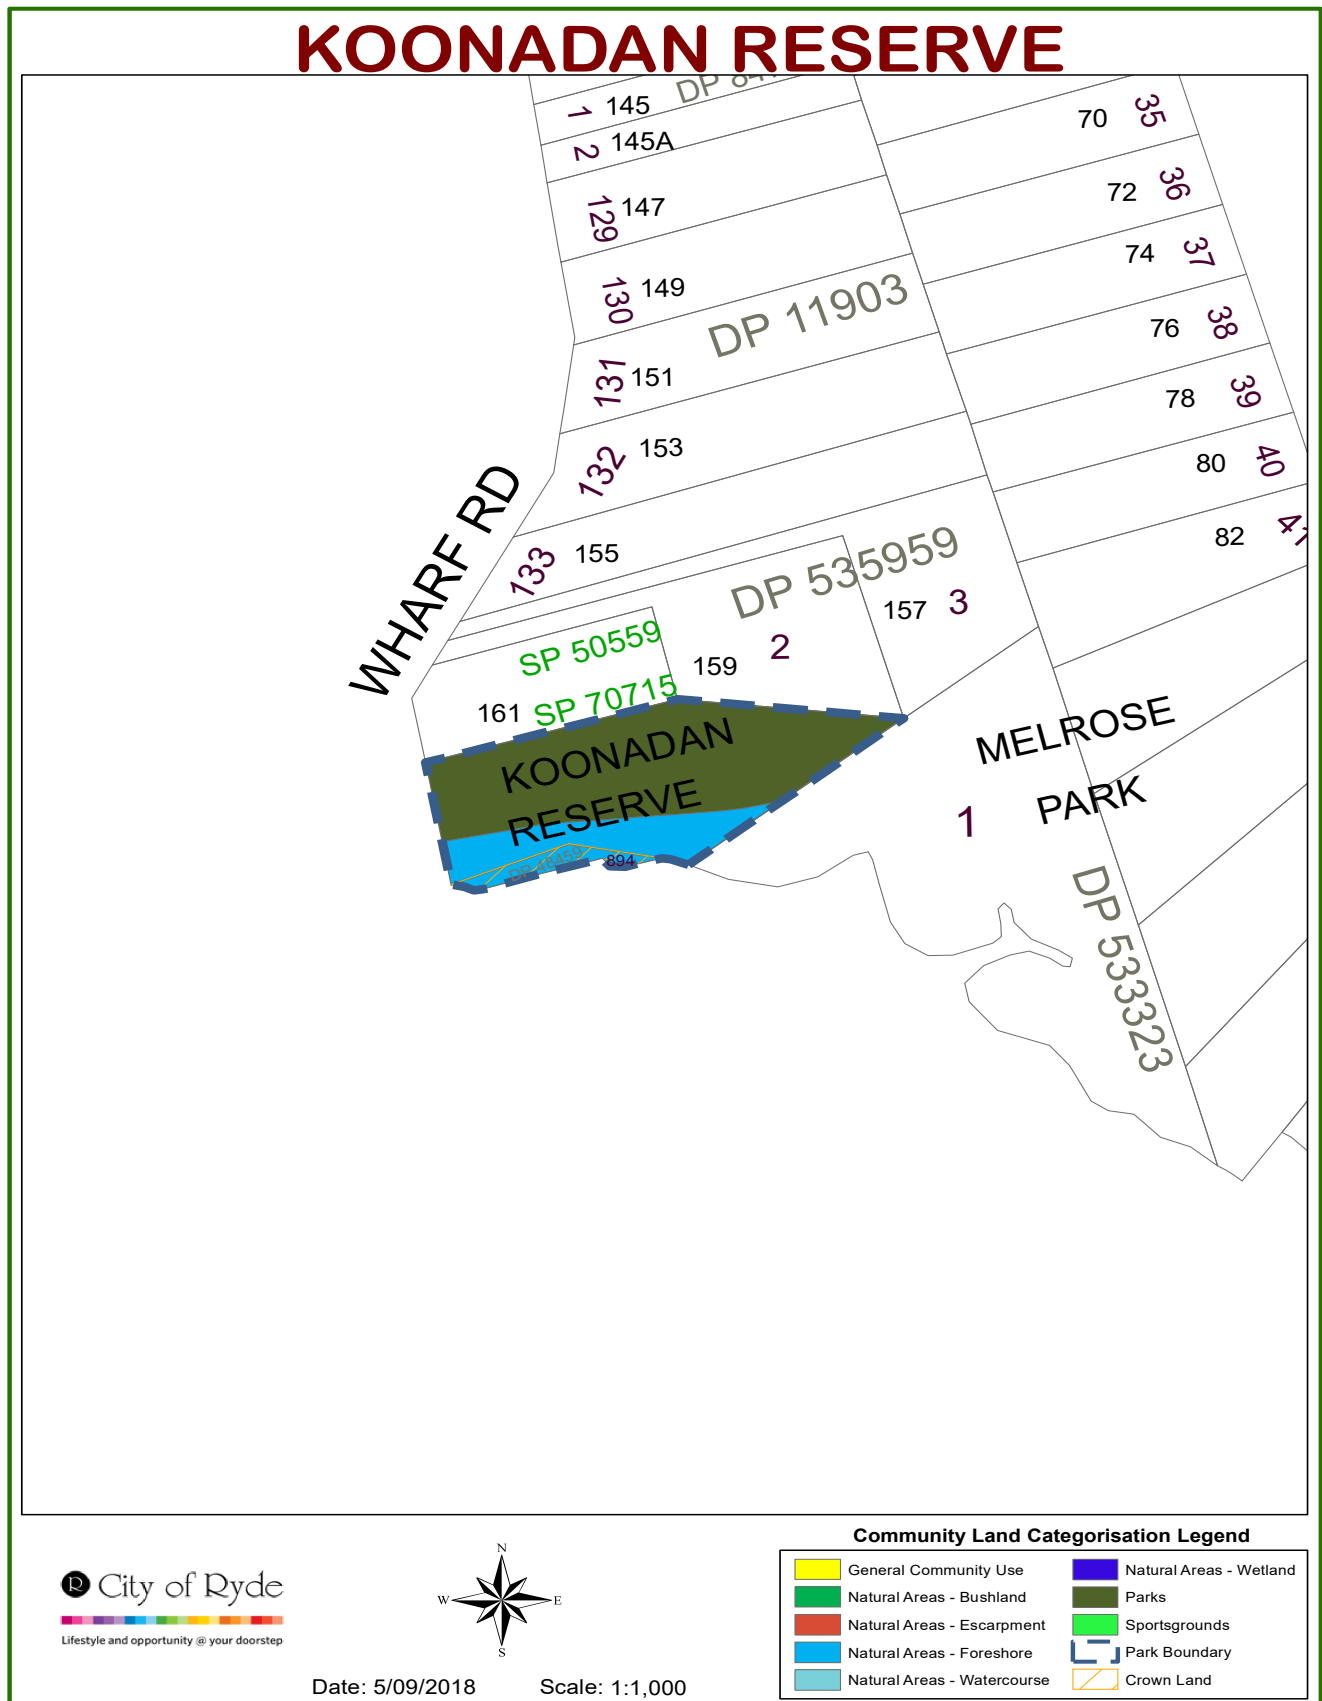 KOONADAN RESERVE
1 145
2 145A
129 147
130 149
131 151
132 153
133 155
70 35
72 36
74 37
76 38
78 39
80 40
82 41
DP 11903
WHARF RD
DP 535959
157 3
159 2
SP 50559
161 SP 70715
KOONADAN
RESERVE
894
MELROSE
PARK
1
DP 533323
City of Ryde
Lifestyle and opportunity @ your doorstep
N
W E
S
Date: 5/09/2018 Scale: 1:1,000
Community Land Categorisation Legend
General Community Use
Natural Areas - Bushland
Natural Areas - Escarpment
Natural Areas - Foreshore
Natural Areas - Watercourse
Natural Areas - Wetland
Parks
Sportsgrounds
Park Boundary
Crown Land